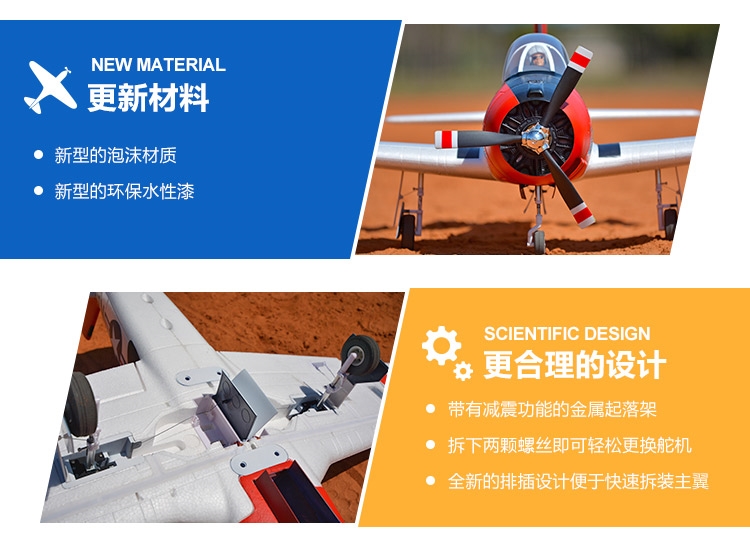 NEW MATERIAL
更新材料
新型的泡沫材质
新型的环保水性漆
SCIENTIFIC DESIGN
更合理的设计
带有减震功能的金属起落架
拆下两颗螺丝即可轻松更换舵机
全新的排插设计便于快速拆装主翼